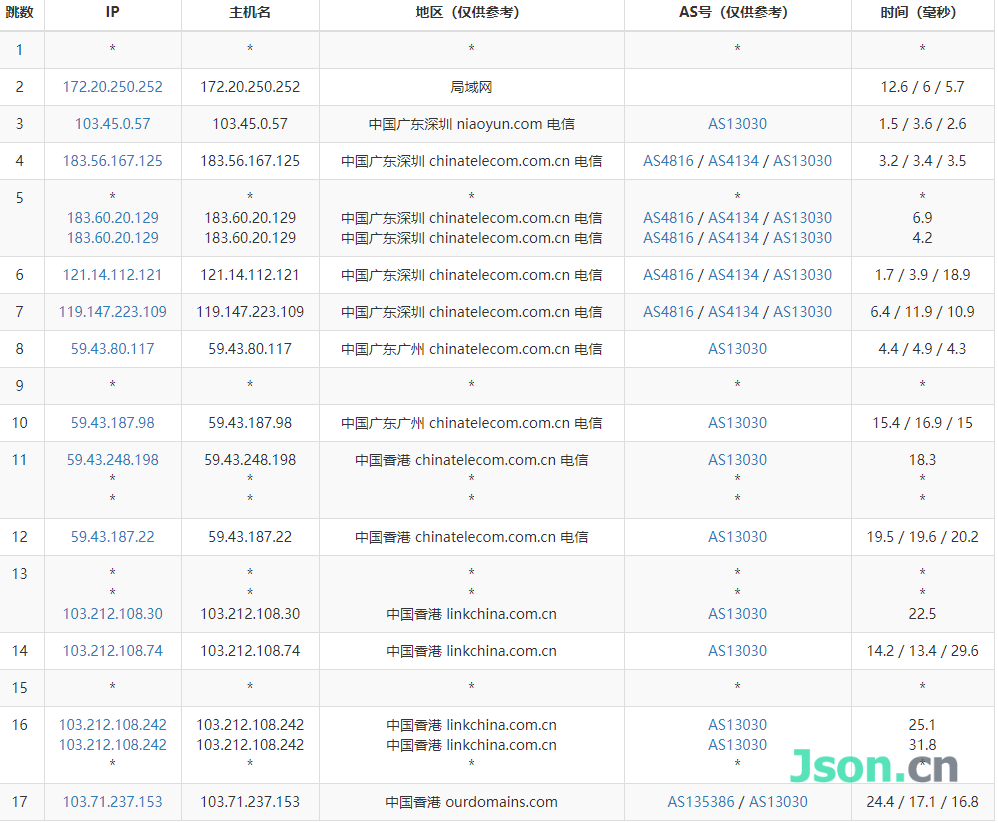 跳数 IP 主机名 地区（仅供参考） AS号（仅供参考） 时间（毫秒）
1 * * * * *
2 172.20.250.252 172.20.250.252 局域网 12.6 / 6 / 5.7
3 103.45.0.57 103.45.0.57 中国广东深圳 niaoyun.com 电信 AS13030 1.5 / 3.6 / 2.6
4 183.56.167.125 183.56.167.125 中国广东深圳 chinatelecom.com.cn 电信 AS4816 / AS4134 / AS13030 3.2 / 3.4 / 3.5
5 * * * * *
183.60.20.129 183.60.20.129 中国广东深圳 chinatelecom.com.cn 电信 AS4816 / AS4134 / AS13030 6.9
183.60.20.129 183.60.20.129 中国广东深圳 chinatelecom.com.cn 电信 AS4816 / AS4134 / AS13030 4.2
6 121.14.112.121 121.14.112.121 中国广东深圳 chinatelecom.com.cn 电信 AS4816 / AS4134 / AS13030 1.7 / 3.9 / 18.9
7 119.147.223.109 119.147.223.109 中国广东深圳 chinatelecom.com.cn 电信 AS4816 / AS4134 / AS13030 6.4 / 11.9 / 10.9
8 59.43.80.117 59.43.80.117 中国广东广州 chinatelecom.com.cn 电信 AS13030 4.4 / 4.9 / 4.3
9 * * * * *
10 59.43.187.98 59.43.187.98 中国广东广州 chinatelecom.com.cn 电信 AS13030 15.4 / 16.9 / 15
11 59.43.248.198 59.43.248.198 中国香港 chinatelecom.com.cn 电信 AS13030 18.3
* * * * *
* * * * *
12 59.43.187.22 59.43.187.22 中国香港 chinatelecom.com.cn 电信 AS13030 19.5 / 19.6 / 20.2
13 * * * * *
* * * * *
103.212.108.30 103.212.108.30 中国香港 linkchina.com.cn AS13030 22.5
14 103.212.108.74 103.212.108.74 中国香港 linkchina.com.cn AS13030 14.2 / 13.4 / 29.6
15 * * * * *
16 103.212.108.242 103.212.108.242 中国香港 linkchina.com.cn AS13030 25.1
103.212.108.242 103.212.108.242 中国香港 linkchina.com.cn AS13030 31.8
* * * * *
Json.cn
17 103.71.237.153 103.71.237.153 中国香港 ourdomains.com AS135386 / AS13030 24.4 / 17.1 / 16.8